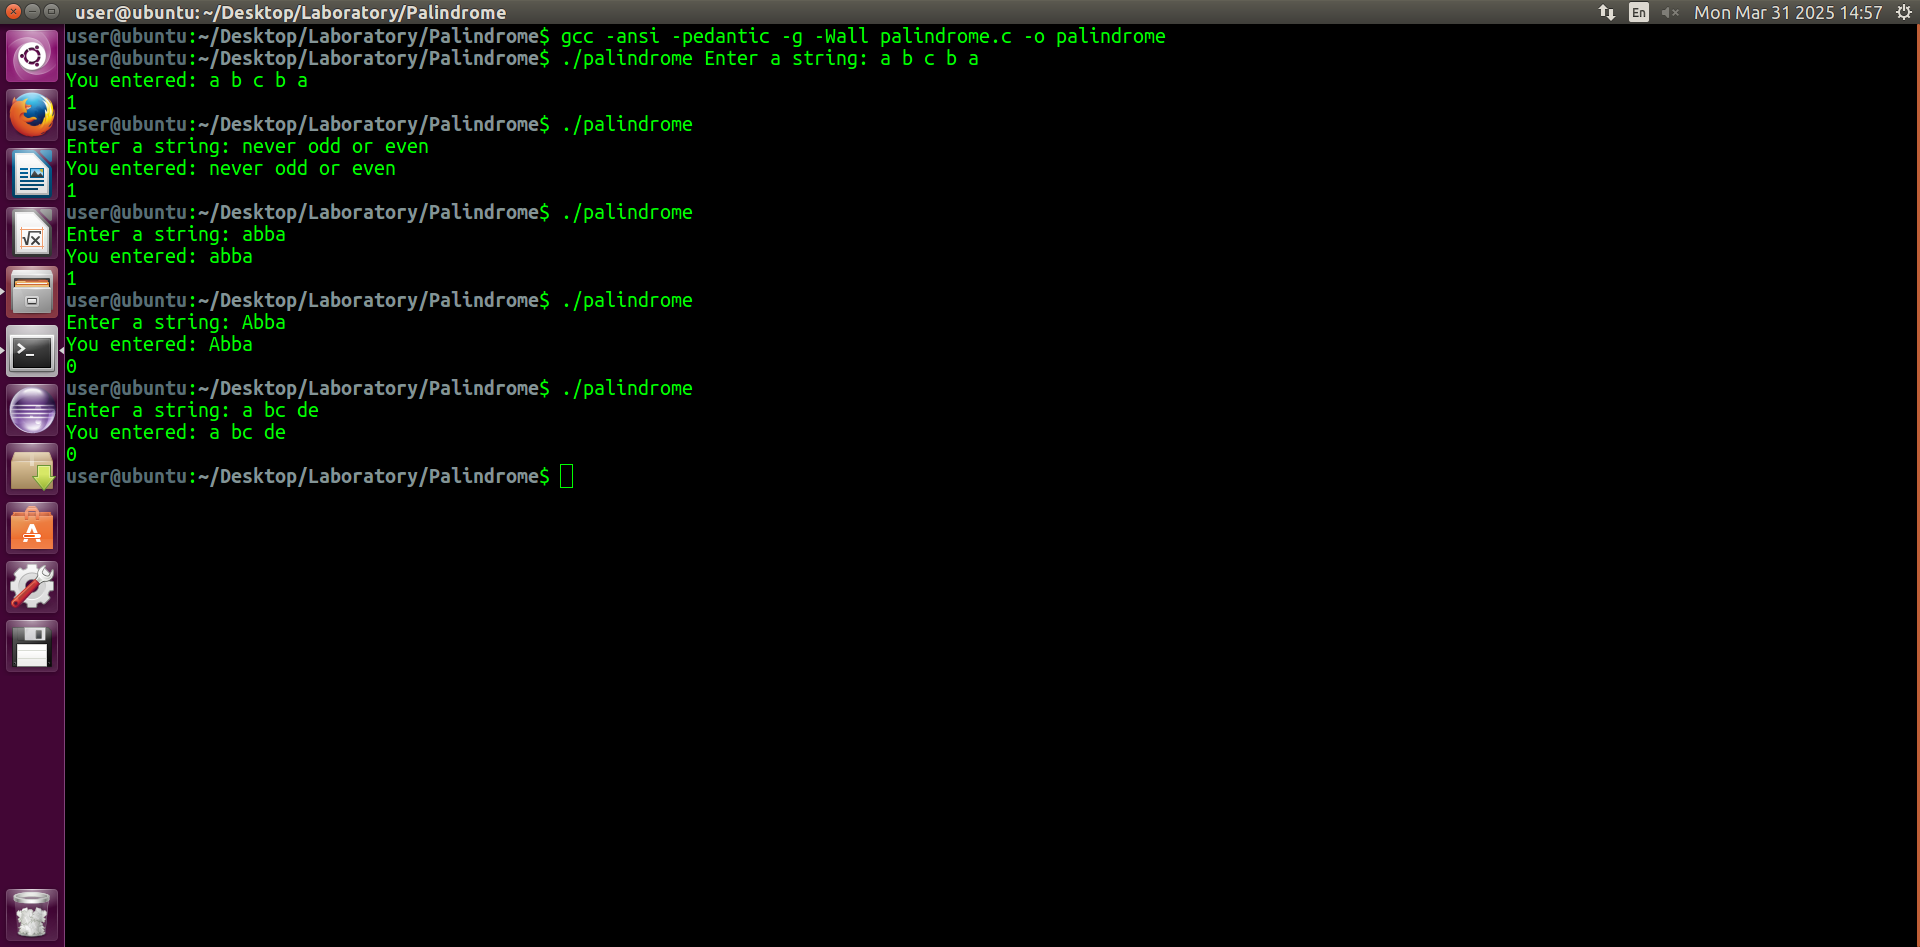 user@ubuntu: ~/Desktop/Laboratory/Palindrome En Mon Mar 31 2025 14:57
user@ubuntu:~/Desktop/Laboratory/Palindrome$ gcc -ansi -pedantic -g -Wall palindrome.c -o palindrome
user@ubuntu:~/Desktop/Laboratory/Palindrome$ ./palindrome Enter a string: a b c b a
You entered: a b c b a
1
user@ubuntu:~/Desktop/Laboratory/Palindrome$ ./palindrome
Enter a string: never odd or even
You entered: never odd or even
1
user@ubuntu:~/Desktop/Laboratory/Palindrome$ ./palindrome
Enter a string: abba
You entered: abba
1
user@ubuntu:~/Desktop/Laboratory/Palindrome$ ./palindrome
Enter a string: Abba
You entered: Abba
0
user@ubuntu:~/Desktop/Laboratory/Palindrome$ ./palindrome
Enter a string: a bc de
You entered: a bc de
0
user@ubuntu:~/Desktop/Laboratory/Palindrome$